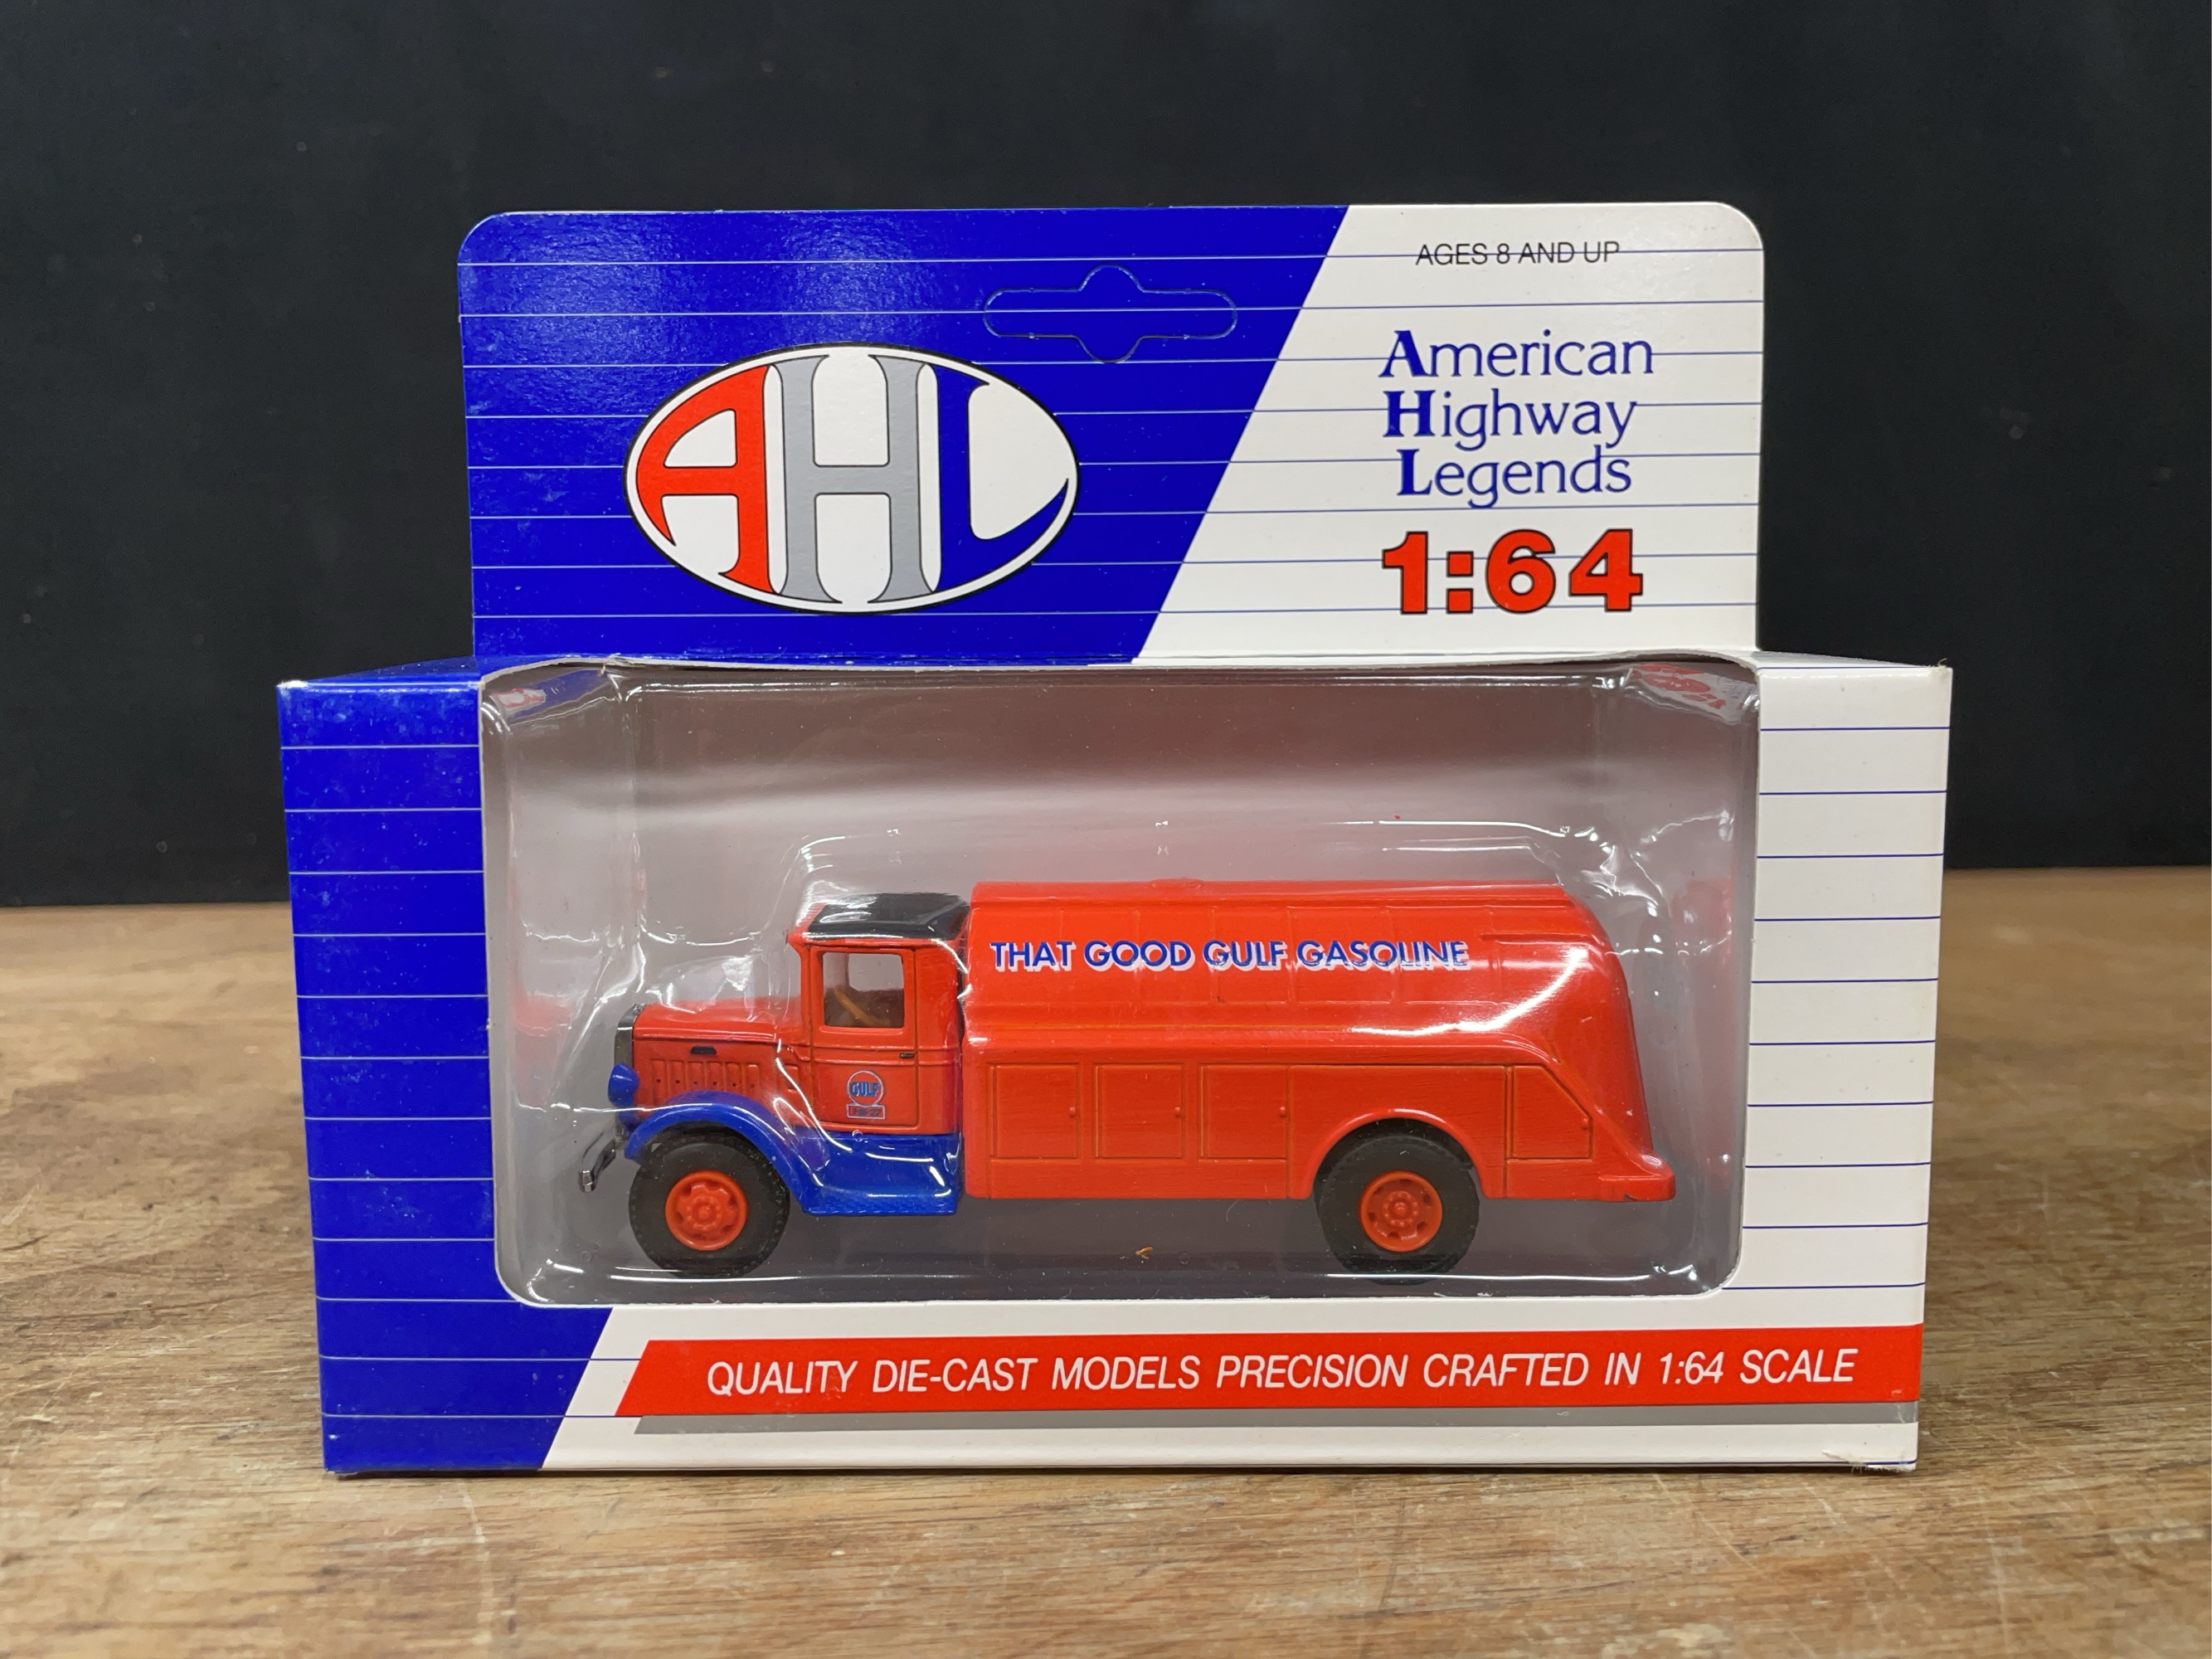 AGES 8 AND UP
AHL
American
Highway
Legends
1:64
THAT GOOD GULF GASOLINE
GULF
QUALITY DIE-CAST MODELS PRECISION CRAFTED IN 1:64 SCALE